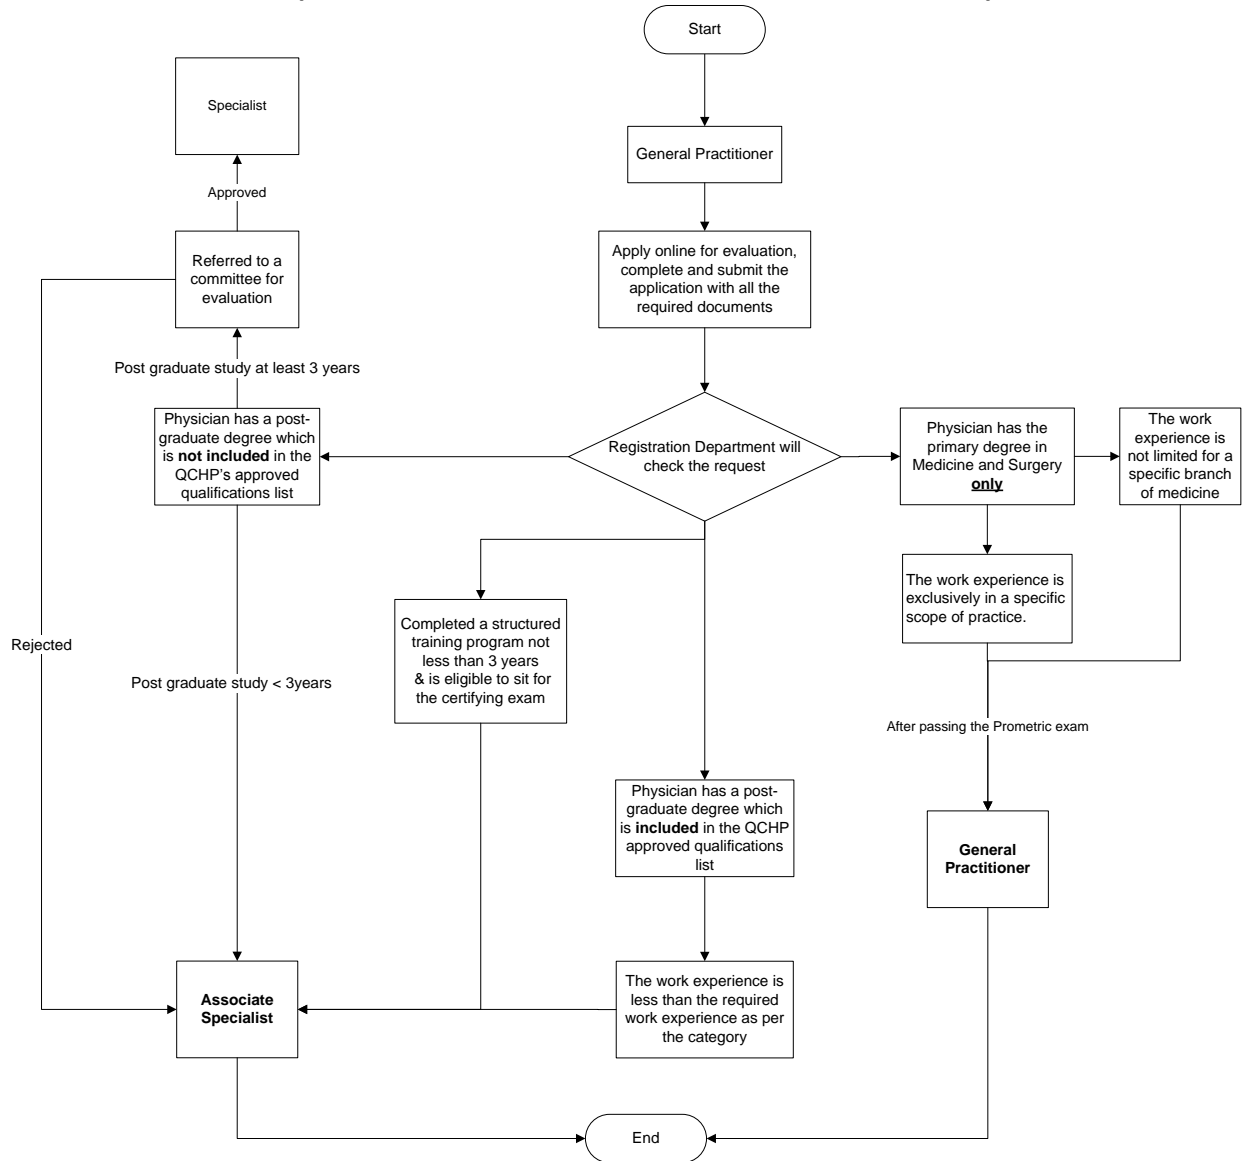 Start
Specialist
General Practitioner
Approved
Referred to a
committee for
evaluation
Apply online for evaluation,
complete and submit the
application with all the
required documents
Post graduate study at least 3 years
Physician has a post-
graduate degree which
is not included in the
QCHP's approved
qualifications list
Registration Department will
check the request
Physician has the
primary degree in
Medicine and Surgery
only
The work
experience is
not limited for a
specific branch
of medicine
The work experience is
exclusively in a specific
scope of practice.
Completed a structured
training program not
less than 3 years
& is eligible to sit for
the certifying exam
Rejected
Post graduate study < 3years
After passing the Prometric exam
Physician has a post-
graduate degree which
is included in the QCHP
approved qualifications
list
General
Practitioner
Associate
Specialist
The work experience is
less than the required
work experience as per
the category
End